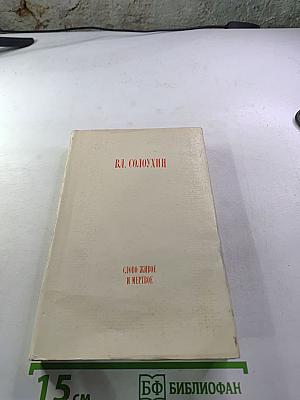 ВЛ. СОЛОУХИН
СЛОВО ЖИВОЕ
И МЕРТВОЕ
15 см
БФ БИБЛИОФАН